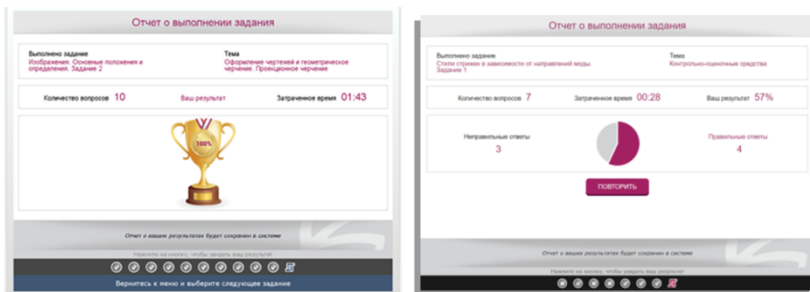 Отчет о выполнении задания
Выполнено задание
Изображения. Основные положения и
определения. Задание 2
Тема
Оформление чертежей и геометрическое
черчение. Проекционное черчение
Количество вопросов 10
Ваш результат
Затраченное время 01:43
100%
Отчет о ваших результатах будет сохранен в системе
Нажмите на кнопку, чтобы увидеть ваш результат
Вернитесь к меню и выберите следующее задание
Отчет о выполнении задания
Выполнено задание
Стили стрижек в зависимости от направлений моды.
Задание 1
Тема
Контрольно-оценочные средства
Количество вопросов 7
Затраченное время 00:28
Ваш результат 57%
Неправильные ответы
3
Правильные ответы
4
ПОВТОРИТЬ
Отчет о ваших результатах будет сохранен в системе
Нажмите на кнопку, чтобы увидеть ваш результат